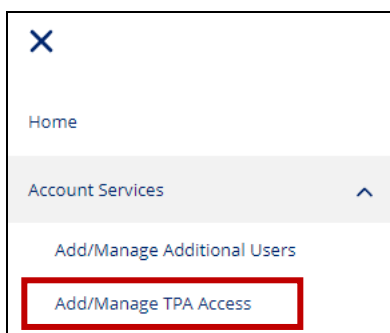 Home
Account Services
Add/Manage Additional Users
Add/Manage TPA Access